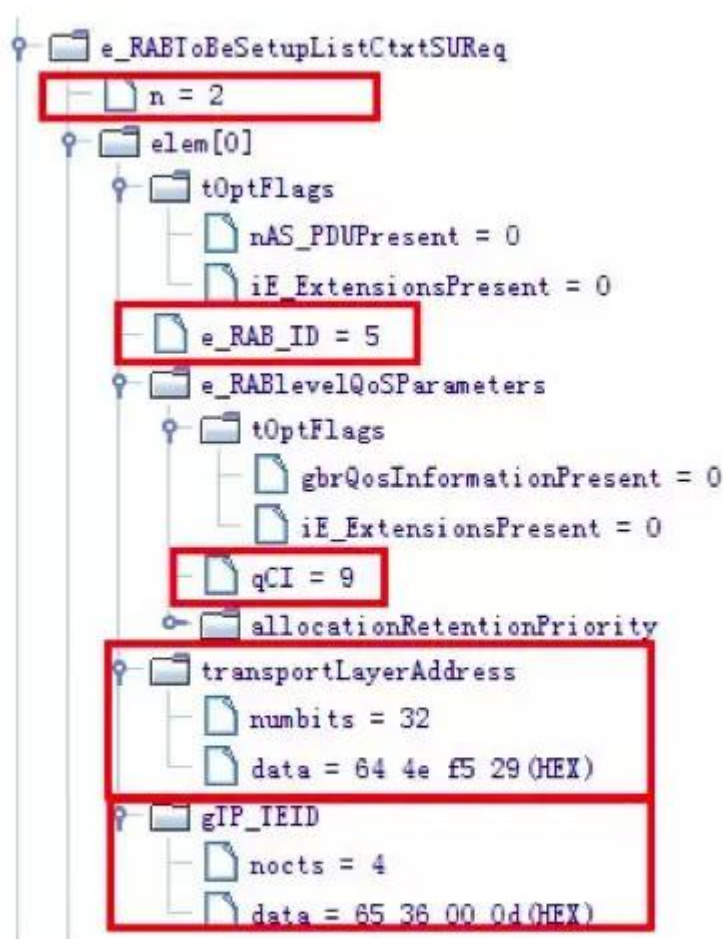 e_RABToBeSetupListCtxtSUReq
n = 2
elem[0]
tOptFlags
nAS_PDUPresent = 0
iE_ExtensionsPresent = 0
e_RAB_ID = 5
e_RABlevelQoSParameters
tOptFlags
gbrQosInformationPresent = 0
iE_ExtensionsPresent = 0
qCI = 9
allocationRetentionPriority
transportLayerAddress
numbits = 32
data = 64 4e f5 29(HEX)
gTP_TEID
nocts = 4
data = 65 36 00 0d(HEX)